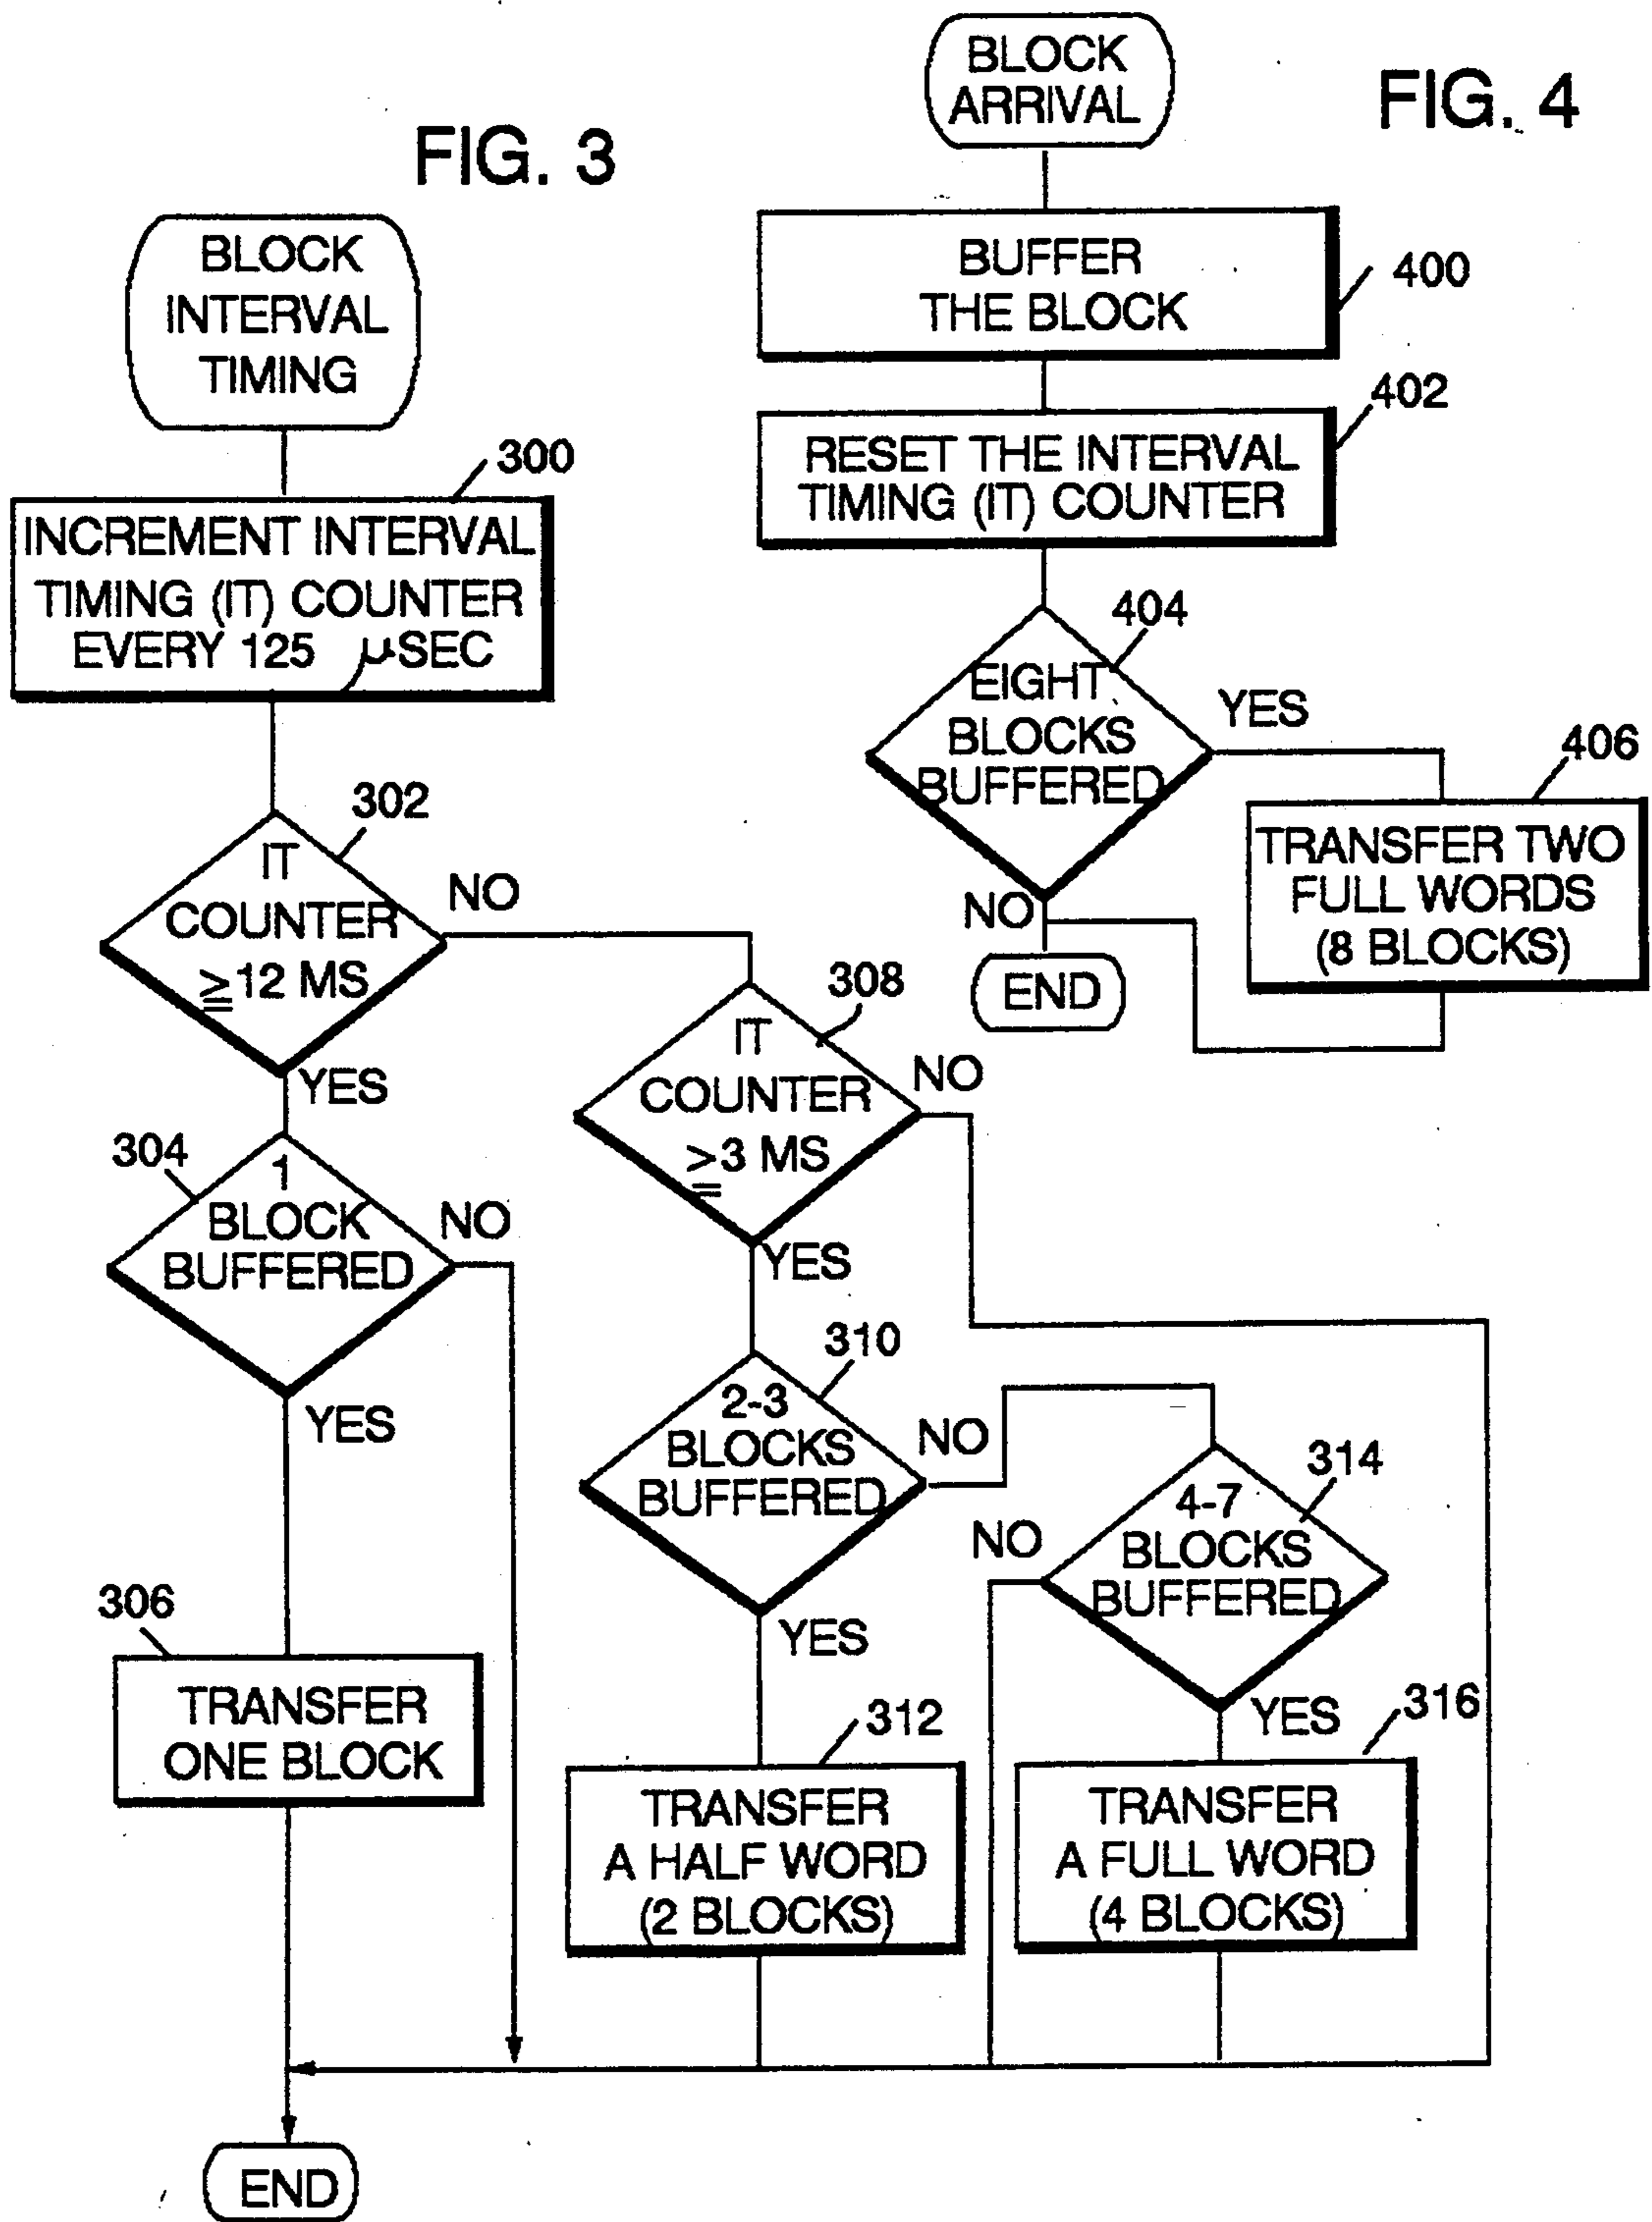 FIG. 3
BLOCK
INTERVAL
TIMING
300
INCREMENT INTERVAL
TIMING (IT) COUNTER
EVERY 125 µSEC
302
IT
COUNTER
≥12 MS
NO
YES
304
1
BLOCK
BUFFERED
NO
YES
306
TRANSFER
ONE BLOCK
308
IT
COUNTER
≥3 MS
NO
YES
310
2-3
BLOCKS
BUFFERED
NO
YES
312
TRANSFER
A HALF WORD
(2 BLOCKS)
314
4-7
BLOCKS
BUFFERED
NO
YES
316
TRANSFER
A FULL WORD
(4 BLOCKS)
END
FIG. 4
BLOCK
ARRIVAL
BUFFER
THE BLOCK
400
402
RESET THE INTERVAL
TIMING (IT) COUNTER
404
EIGHT
BLOCKS
BUFFERED
YES
NO
406
TRANSFER TWO
FULL WORDS
(8 BLOCKS)
END